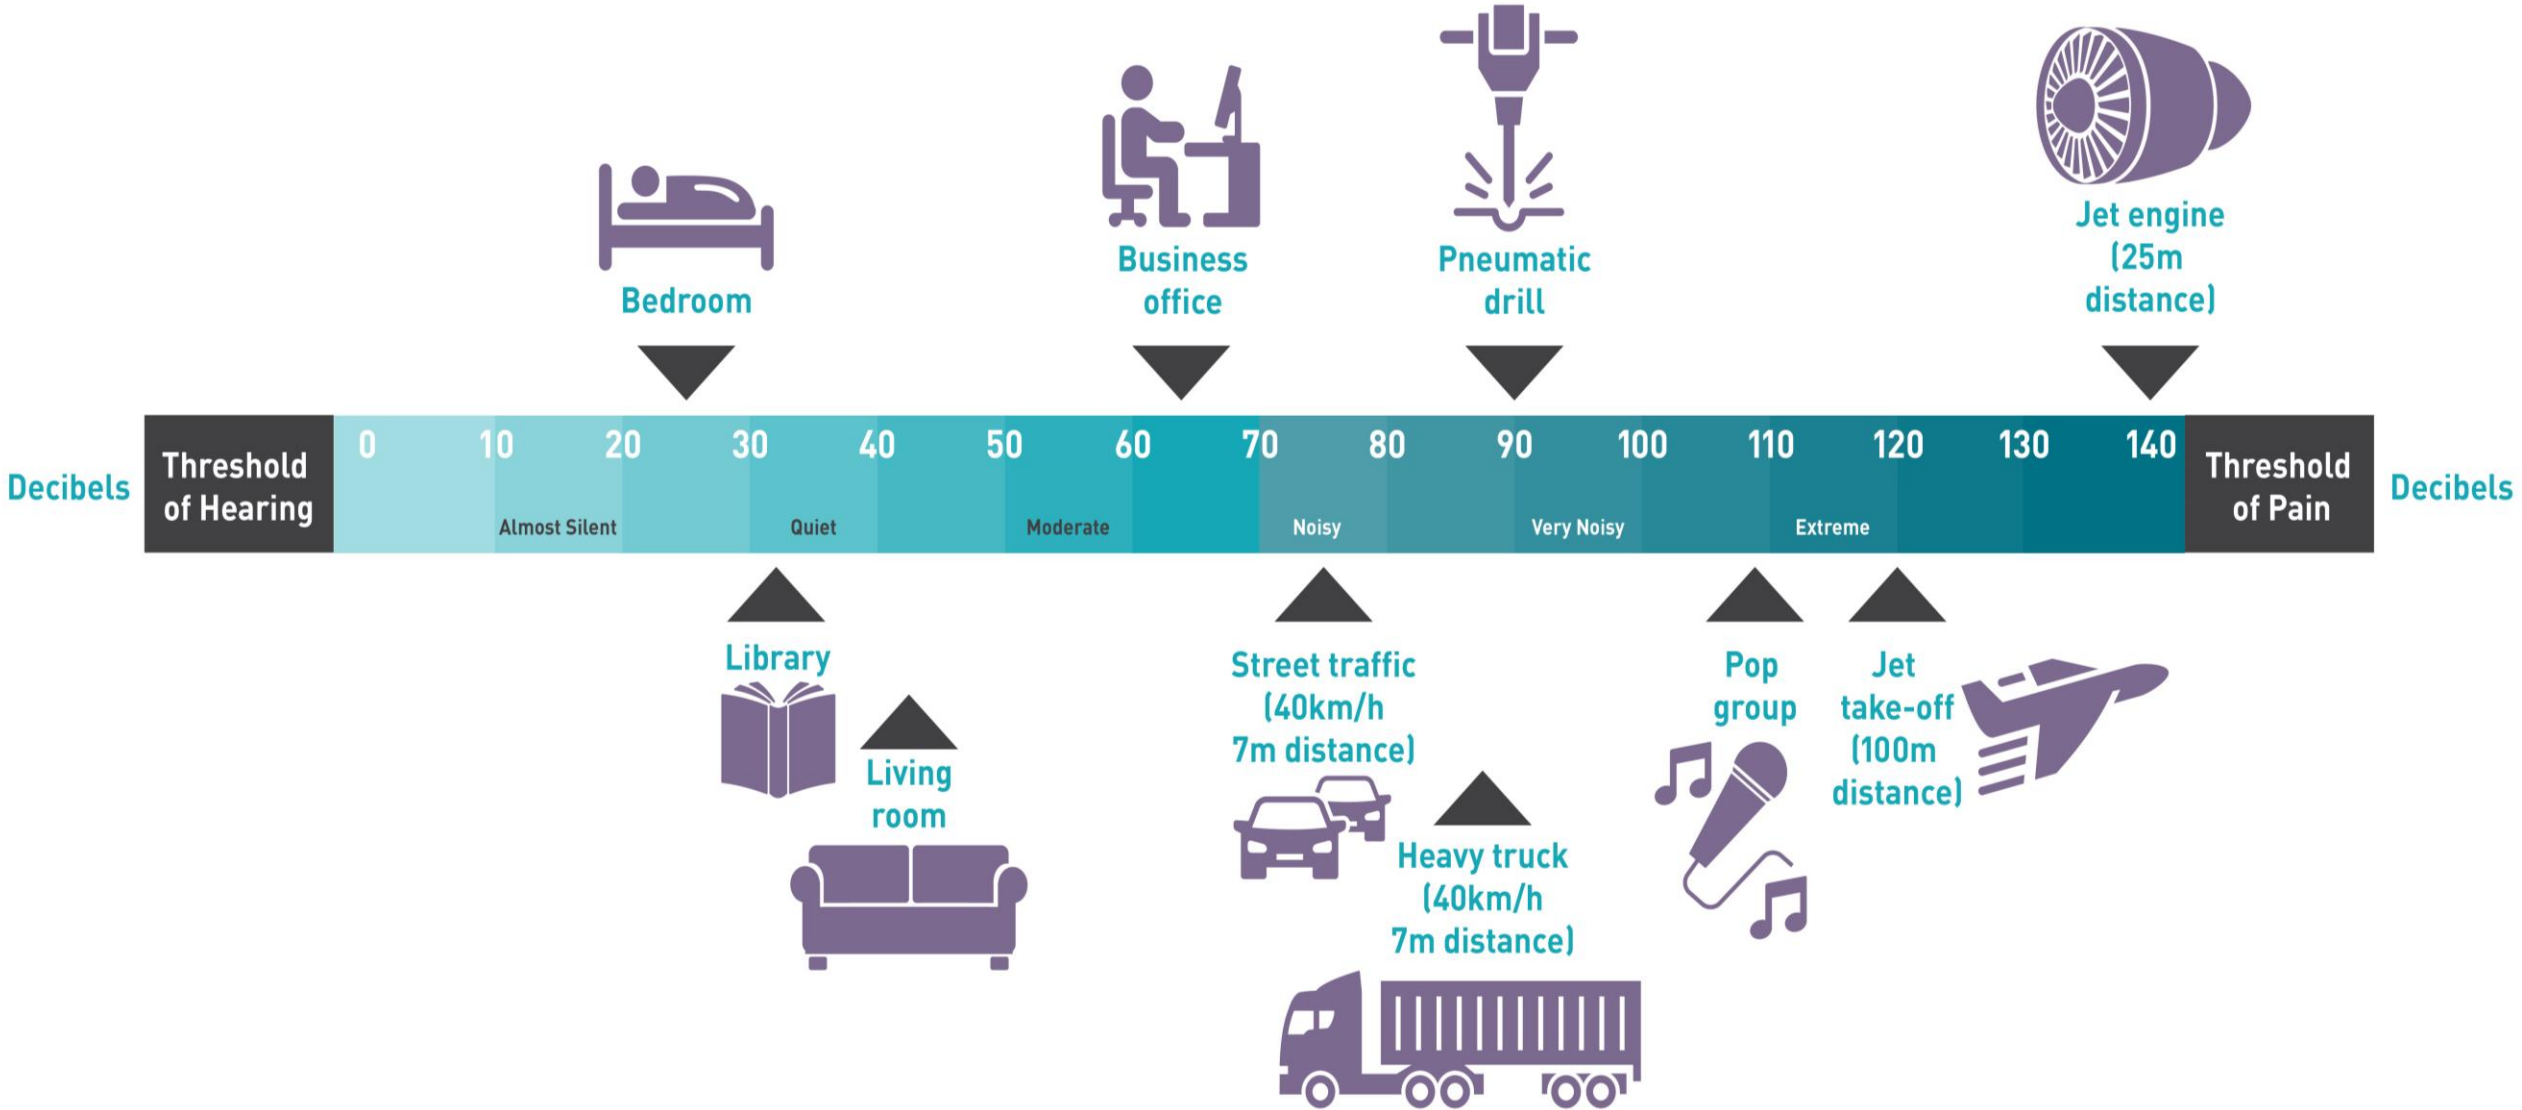 Bedroom
Business
office
Pneumatic
drill
Jet engine
(25m
distance)
Decibels
Threshold
of Hearing
0 10 20 30 40 50 60 70 80 90 100 110 120 130 140
Almost Silent Quiet Moderate Noisy Very Noisy Extreme
Threshold
of Pain
Decibels
Library
Living
room
Street traffic
(40km/h
7m distance)
Heavy truck
(40km/h
7m distance)
Pop
group
Jet
take-off
(100m
distance)